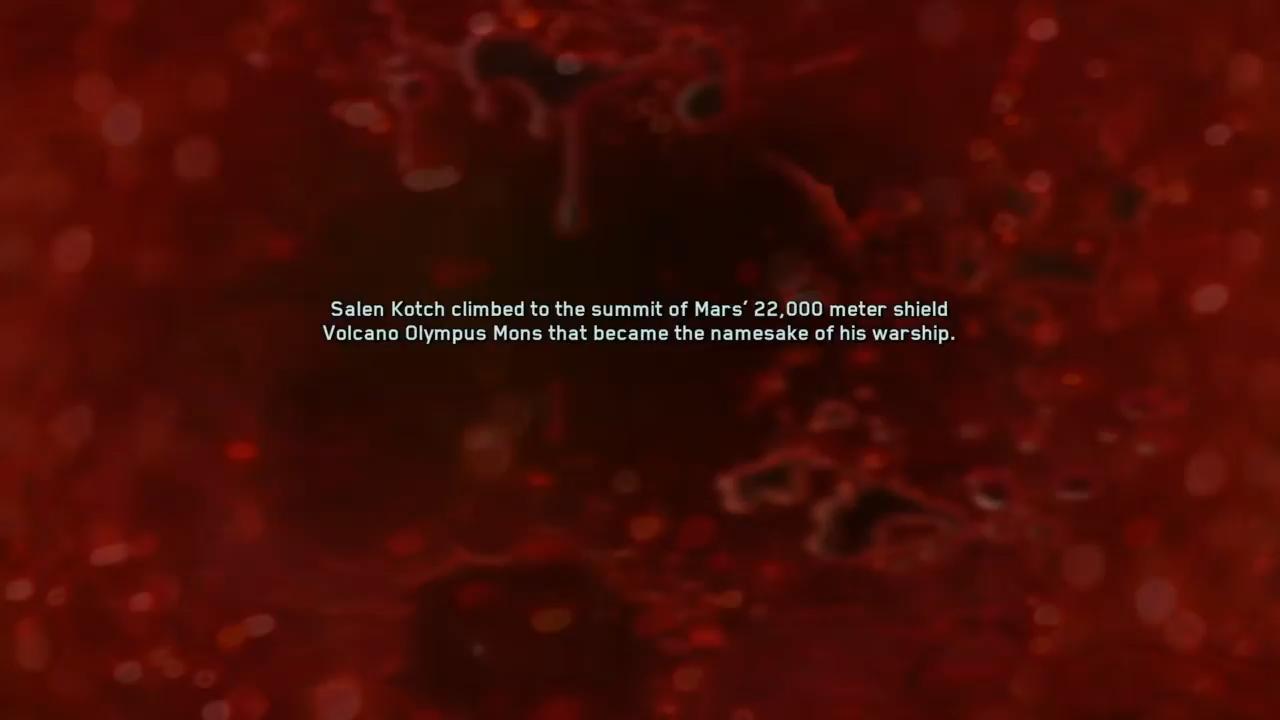 Salen Kotch climbed to the summit of Mars’ 22,000 meter shield
Volcano Olympus Mons that became the namesake of his warship.